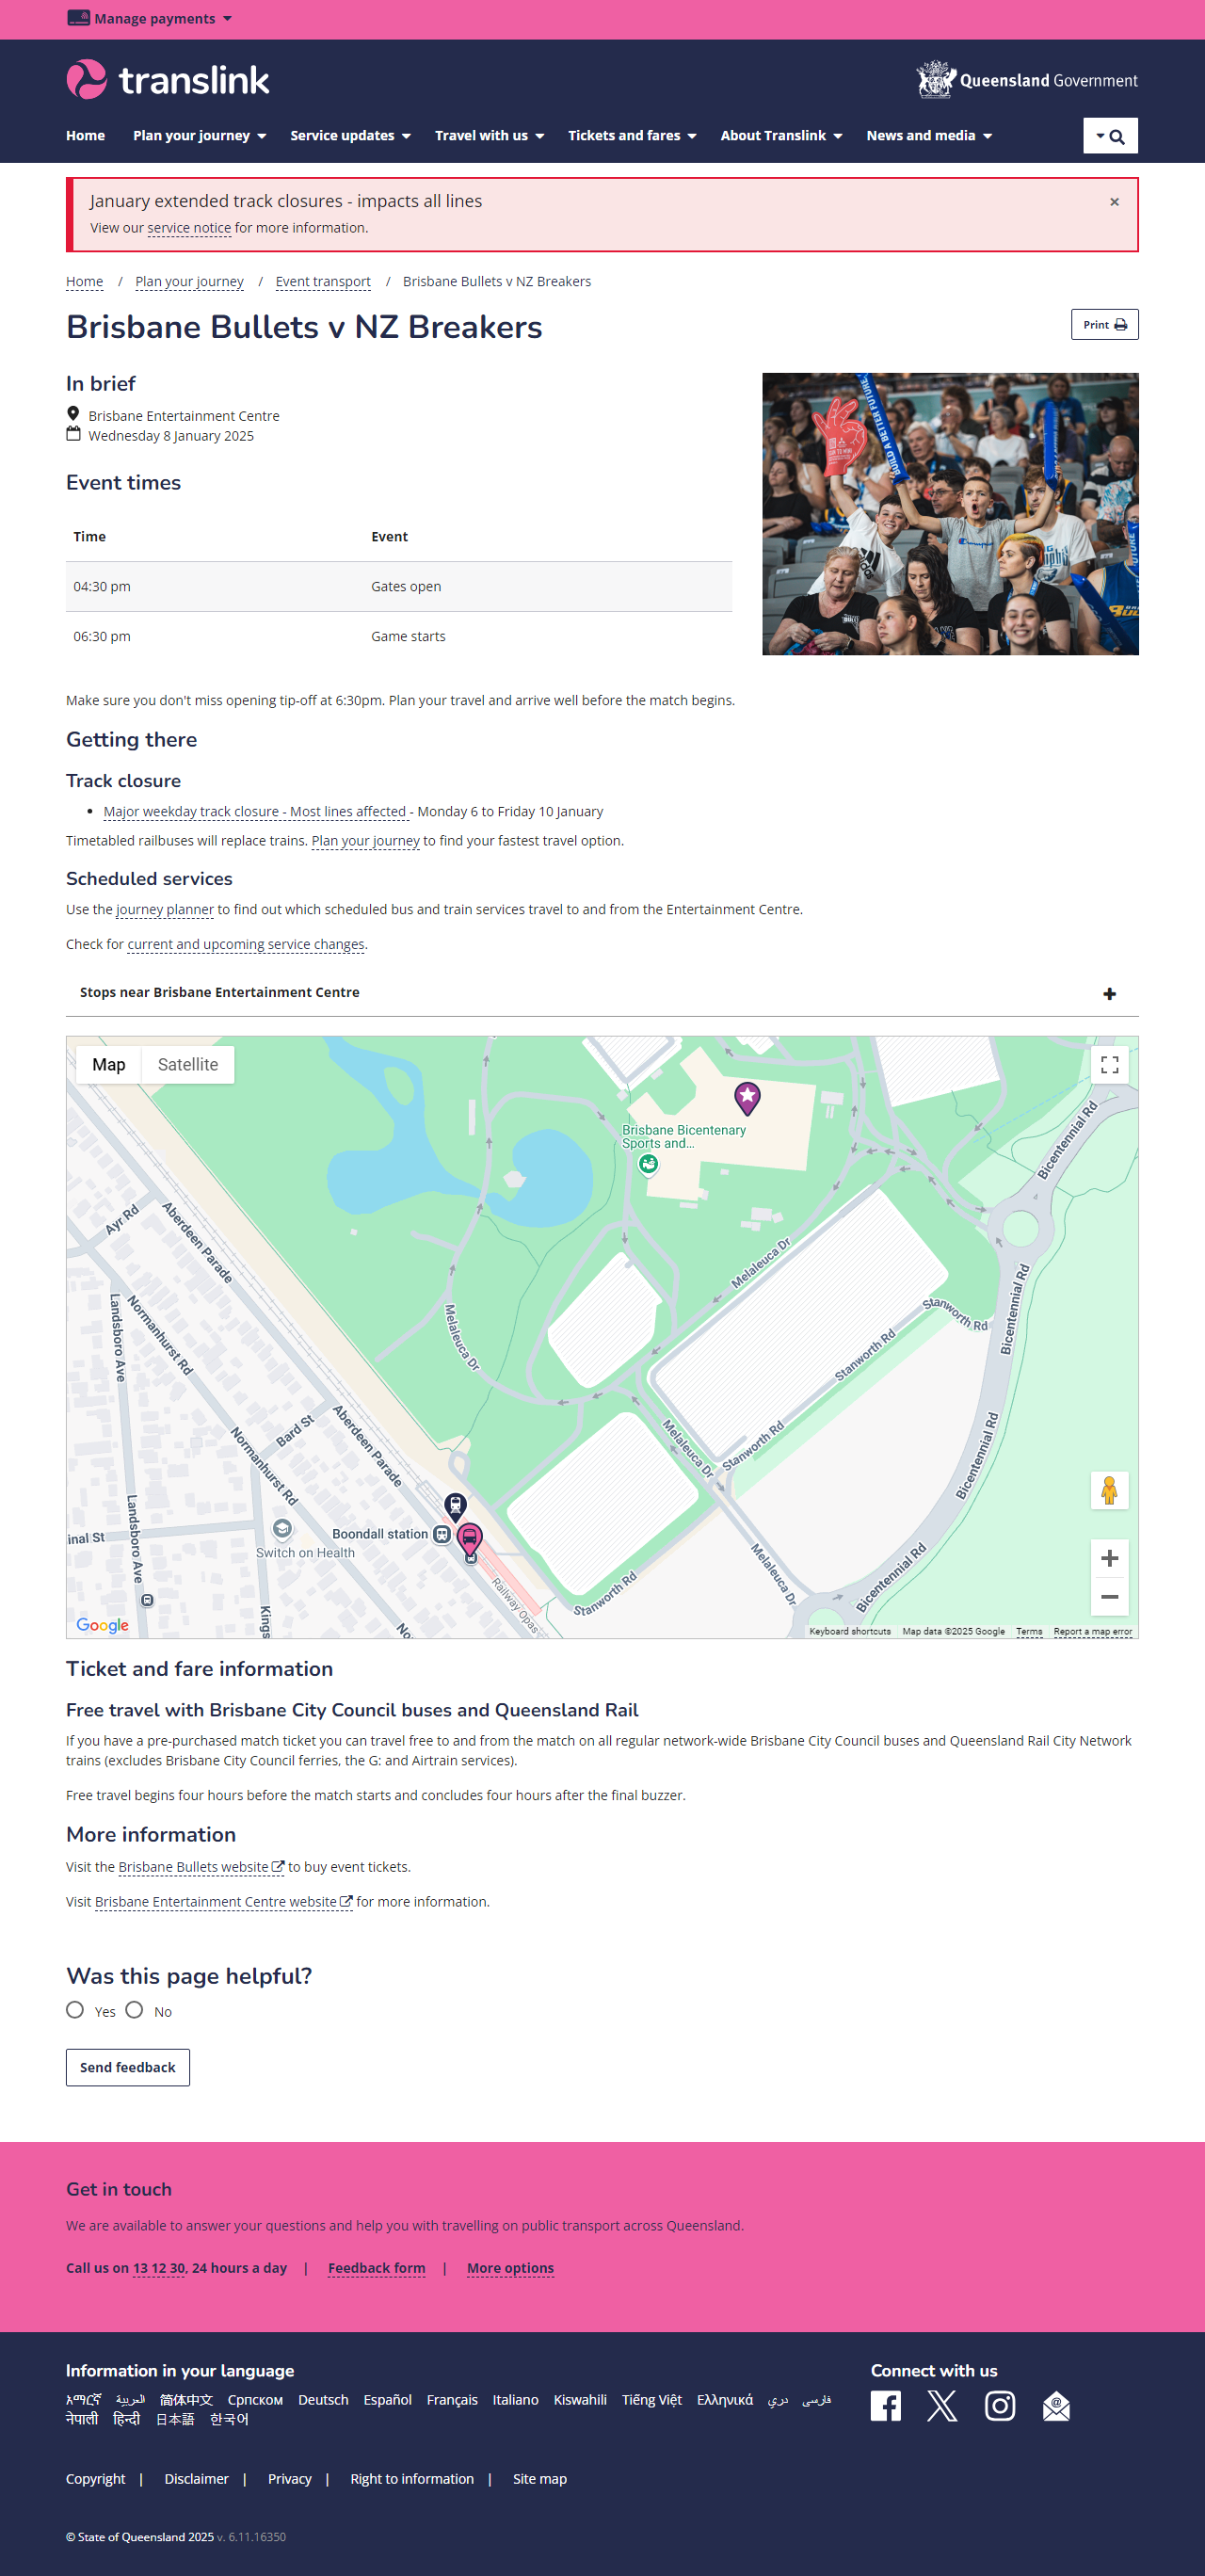 Manage payments
translink
Queensland Government
Home Plan your journey Service updates Travel with us Tickets and fares About Translink News and media
January extended track closures - impacts all lines
×
View our service notice for more information.
Home / Plan your journey / Event transport / Brisbane Bullets v NZ Breakers
Brisbane Bullets v NZ Breakers
Print
In brief
Brisbane Entertainment Centre
Wednesday 8 January 2025
BUILD A BETTER FUTURE
Event times
Time Event
04:30 pm Gates open
06:30 pm Game starts
Make sure you don't miss opening tip-off at 6:30pm. Plan your travel and arrive well before the match begins.
Getting there
Track closure
• Major weekday track closure - Most lines affected - Monday 6 to Friday 10 January
Timetabled railbuses will replace trains. Plan your journey to find your fastest travel option.
Scheduled services
Use the journey planner to find out which scheduled bus and train services travel to and from the Entertainment Centre.
Check for current and upcoming service changes.
Stops near Brisbane Entertainment Centre
Map Satellite
Brisbane Bicentenary
Sports and...
Bicentennial Rd
Ayr Rd
Aberdeen Parade
Melaleuca Dr
Stanworth Rd
Bicentennial Rd
Landsboro Ave
Normanhurst Rd
Melaleuca Dr
Stanworth Rd
Bard St
Aberdeen Parade
Normanhurst Rd
Melaleuca Dr
Stanworth Rd
Bicentennial Rd
Landsboro Ave
inal St
Boondall station
Switch on Health
Railway Opas
Stanworth Rd
Melaleuca Dr
Bicentennial Rd
Kings
No
Google
Keyboard shortcuts Map data ©2025 Google Terms Report a map error
Ticket and fare information
Free travel with Brisbane City Council buses and Queensland Rail
If you have a pre-purchased match ticket you can travel free to and from the match on all regular network-wide Brisbane City Council buses and Queensland Rail City Network
trains (excludes Brisbane City Council ferries, the G: and Airtrain services).
Free travel begins four hours before the match starts and concludes four hours after the final buzzer.
More information
Visit the Brisbane Bullets website to buy event tickets.
Visit Brisbane Entertainment Centre website for more information.
Was this page helpful?
Yes No
Send feedback
Get in touch
We are available to answer your questions and help you with travelling on public transport across Queensland.
Call us on 13 12 30, 24 hours a day | Feedback form | More options
Information in your language
Connect with us
አማርኛ العربية 简体中文 Српском Deutsch Español Français Italiano Kiswahili Tiếng Việt Ελληνικά دری فارسی
नेपाली हिन्दी 日本語 한국어
Copyright | Disclaimer | Privacy | Right to information | Site map
© State of Queensland 2025 v. 6.11.16350